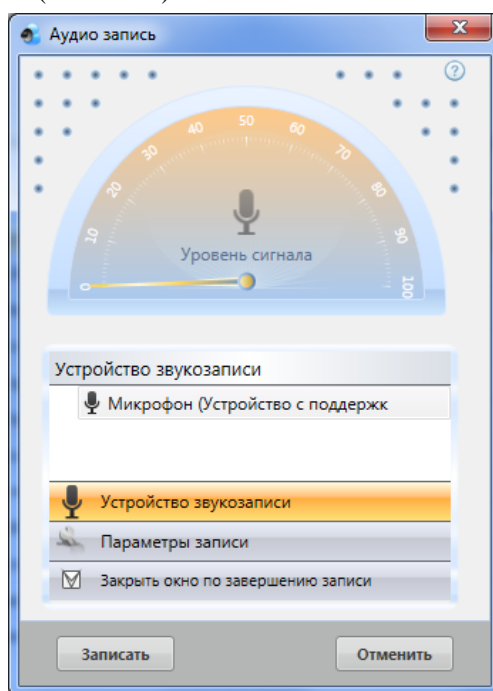 Аудио запись
?
0 10 20 30 40 50 60 70 80 90 100
Уровень сигнала
Устройство звукозаписи
Микрофон (Устройство с поддержк
Устройство звукозаписи
Параметры записи
Закрыть окно по завершению записи
Записать Отменить